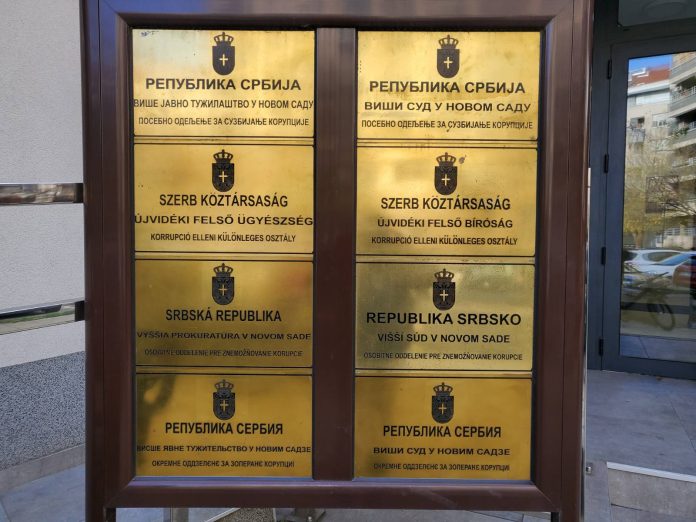 РЕПУБЛИКА СРБИЈА
ВИШЕ ЈАВНО ТУЖИЛАШТВО У НОВОМ САДУ
ПОСЕБНО ОДЕЉЕЊЕ ЗА СУЗБИЈАЊЕ КОРУПЦИЈЕ
SZERB KÖZTÁRSASÁG
ÚJVIDÉKI FELSŐ ÜGYÉSZSÉG
KORRUPCIÓ ELLENI KÜLÖNLEGES OSZTÁLY
SRBSKÁ REPUBLIKA
VYŠŠIA PROKURATÚRA V NOVOM SADE
OSOBITNE ODDELENIE PRE ZNEMOŽŇOVANIE KORUPCIE
РЕПУБЛИКА СЕРБИЯ
ВИСШЕ ЯВНЕ ТУЖИТЕЛЬСТВО У НОВИМ САДЗЕ
ОКРЕМНЕ ОДДЗЕЛЄНЄ ЗА ЗОПЕРАНЄ КОРУПЦИЇ
РЕПУБЛИКА СРБИЈА
ВИШИ СУД У НОВОМ САДУ
ПОСЕБНО ОДЕЉЕЊЕ ЗА СУЗБИЈАЊЕ КОРУПЦИЈЕ
SZERB KÖZTÁRSASÁG
ÚJVIDÉKI FELSŐ BÍRÓSÁG
KORRUPCIÓ ELLENI KÜLÖNLEGES OSZTÁLY
REPUBLIKA SRBSKO
VIŠŠÍ SÚD V NOVOM SADE
OSOBITNE ODDELENIE PRE ZNEMOŽŇOVANIE KORUPCIE
РЕПУБЛИКА СЕРБИЯ
ВИШИ СУД У НОВИМ САДЗЕ
ОКРЕМНЕ ОДДЗЕЛЄНЄ ЗА ЗОПЕРАНЄ КОРУПЦИЇ